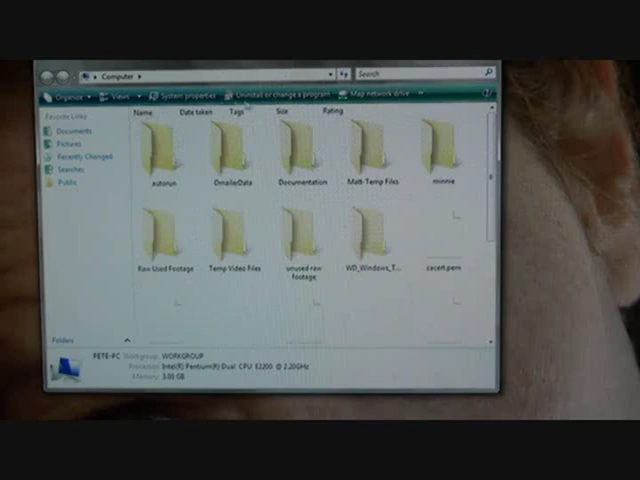 Computer
Search
Organize Views System properties Uninstall or change a program Map network drive
Favorite Links
Name Date taken Tags Size Rating
Documents
Pictures
Recently Changed
Searches
Public
autorun
Documentation
Matt-Temp Files
minnie
Raw Used Footage
Temp Video Files
unused raw
footage
WD_Windows_T...
cacert.pem
Folders
PETE-PC Workgroup: WORKGROUP
Processor: Intel(R) Pentium(R) Dual CPU E2200 @ 2.20GHz
Memory: 3.00 GB